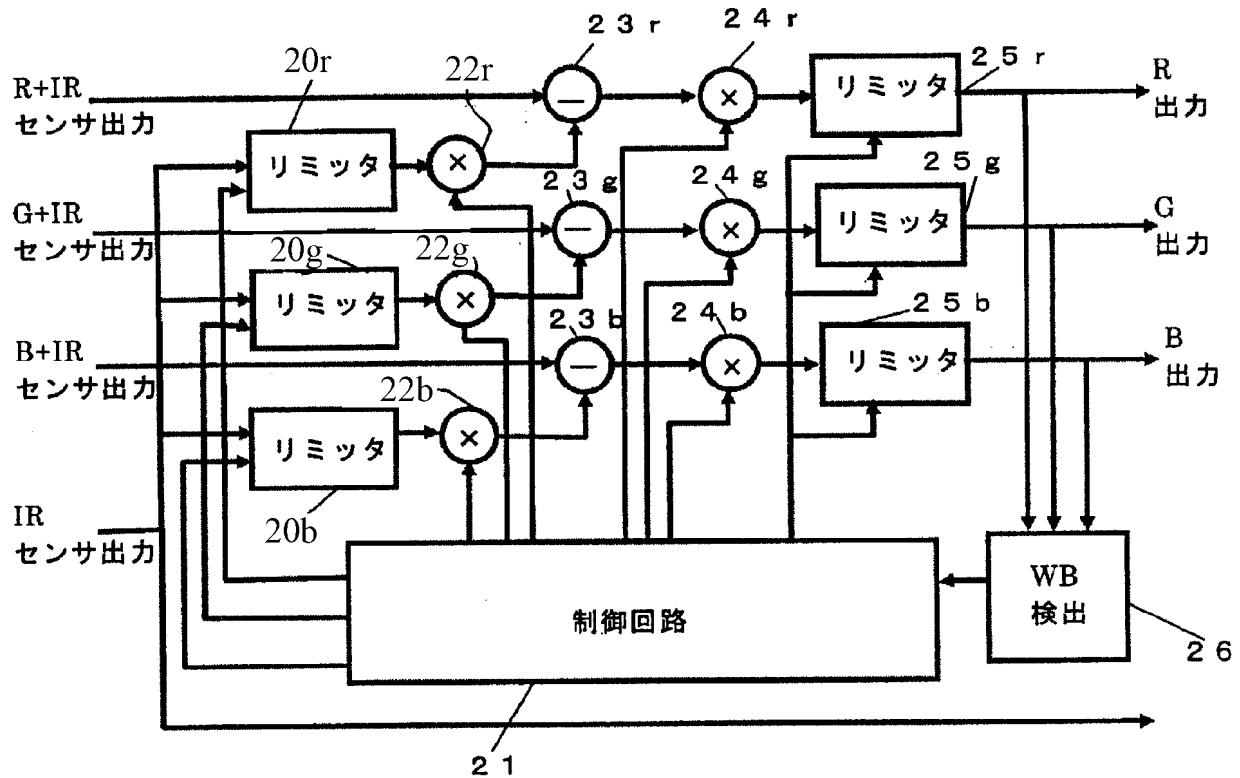 23r
24r
20r
22r
25r
R+IR
センサ出力
リミッタ
R
出力
リミッタ
×
−
×
23g
24g
25g
G+IR
センサ出力
20g
22g
−
×
リミッタ
G
出力
リミッタ
×
23b
24b
25b
B+IR
センサ出力
22b
−
×
リミッタ
B
出力
リミッタ
×
20b
IR
センサ出力
制御回路
WB
検出
26
21